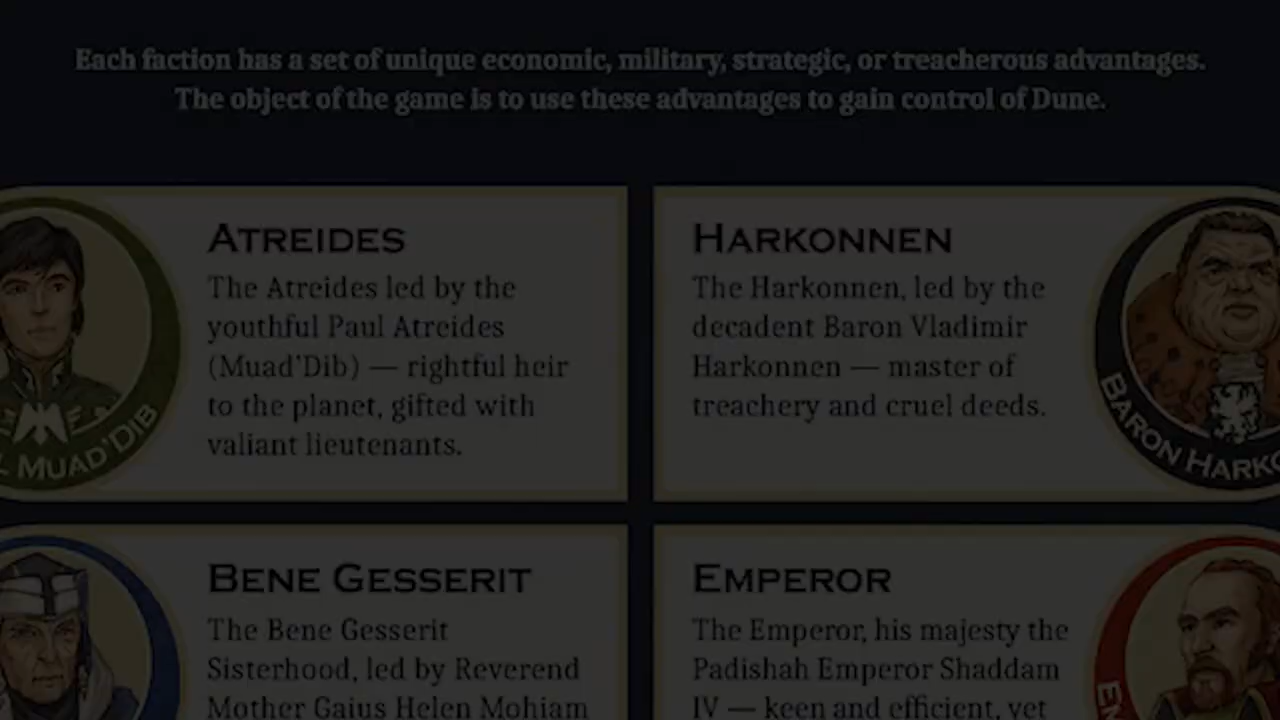 Each faction has a set of unique economic, military, strategic, or treacherous advantages.
The object of the game is to use these advantages to gain control of Dune.
ATREIDES
The Atreides led by the
youthful Paul Atreides
(Muad'Dib) — rightful heir
to the planet, gifted with
valiant lieutenants.
MUAD'DIB
HARKONNEN
The Harkonnen, led by the
decadent Baron Vladimir
Harkonnen — master of
treachery and cruel deeds.
BARON HARKO
BENE GESSERIT
The Bene Gesserit
Sisterhood, led by Reverend
Mother Gaius Helen Mohiam
EMPEROR
The Emperor, his majesty the
Padishah Emperor Shaddam
IV — keen and efficient, yet